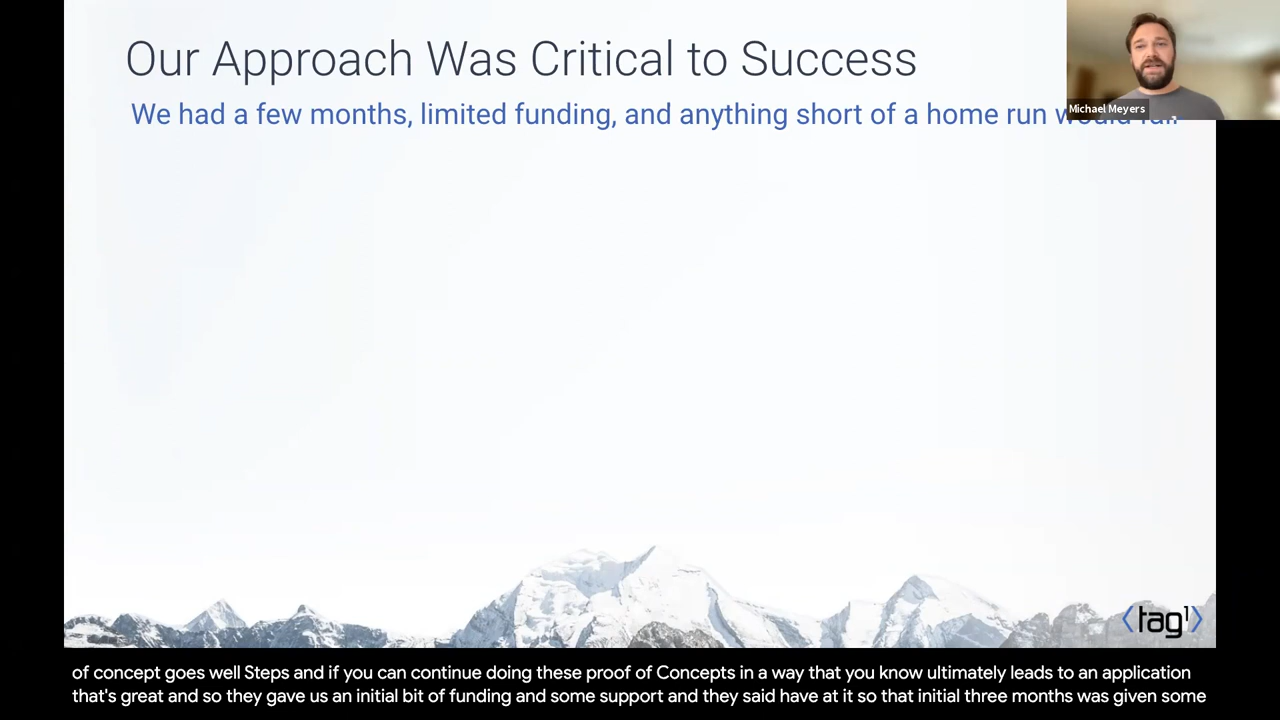 Our Approach Was Critical to Success
We had a few months, limited funding, and anything short of a home run would fail
Michael Meyers
tag1
of concept goes well Steps and if you can continue doing these proof of Concepts in a way that you know ultimately leads to an application
that's great and so they gave us an initial bit of funding and some support and they said have at it so that initial three months was given some